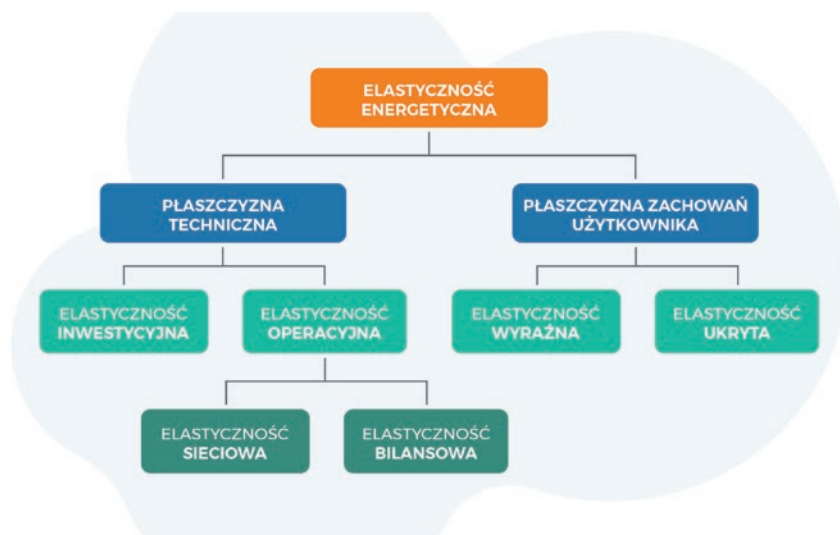 ELASTYCZNOŚĆ
ENERGETYCZNA
PŁASZCZYZNA
TECHNICZNA
PŁASZCZYZNA ZACHOWAŃ
UŻYTKOWNIKA
ELASTYCZNOŚĆ
INWESTYCYJNA
ELASTYCZNOŚĆ
OPERACYJNA
ELASTYCZNOŚĆ
WYRAŹNA
ELASTYCZNOŚĆ
UKRYTA
ELASTYCZNOŚĆ
SIECIOWA
ELASTYCZNOŚĆ
BILANSOWA